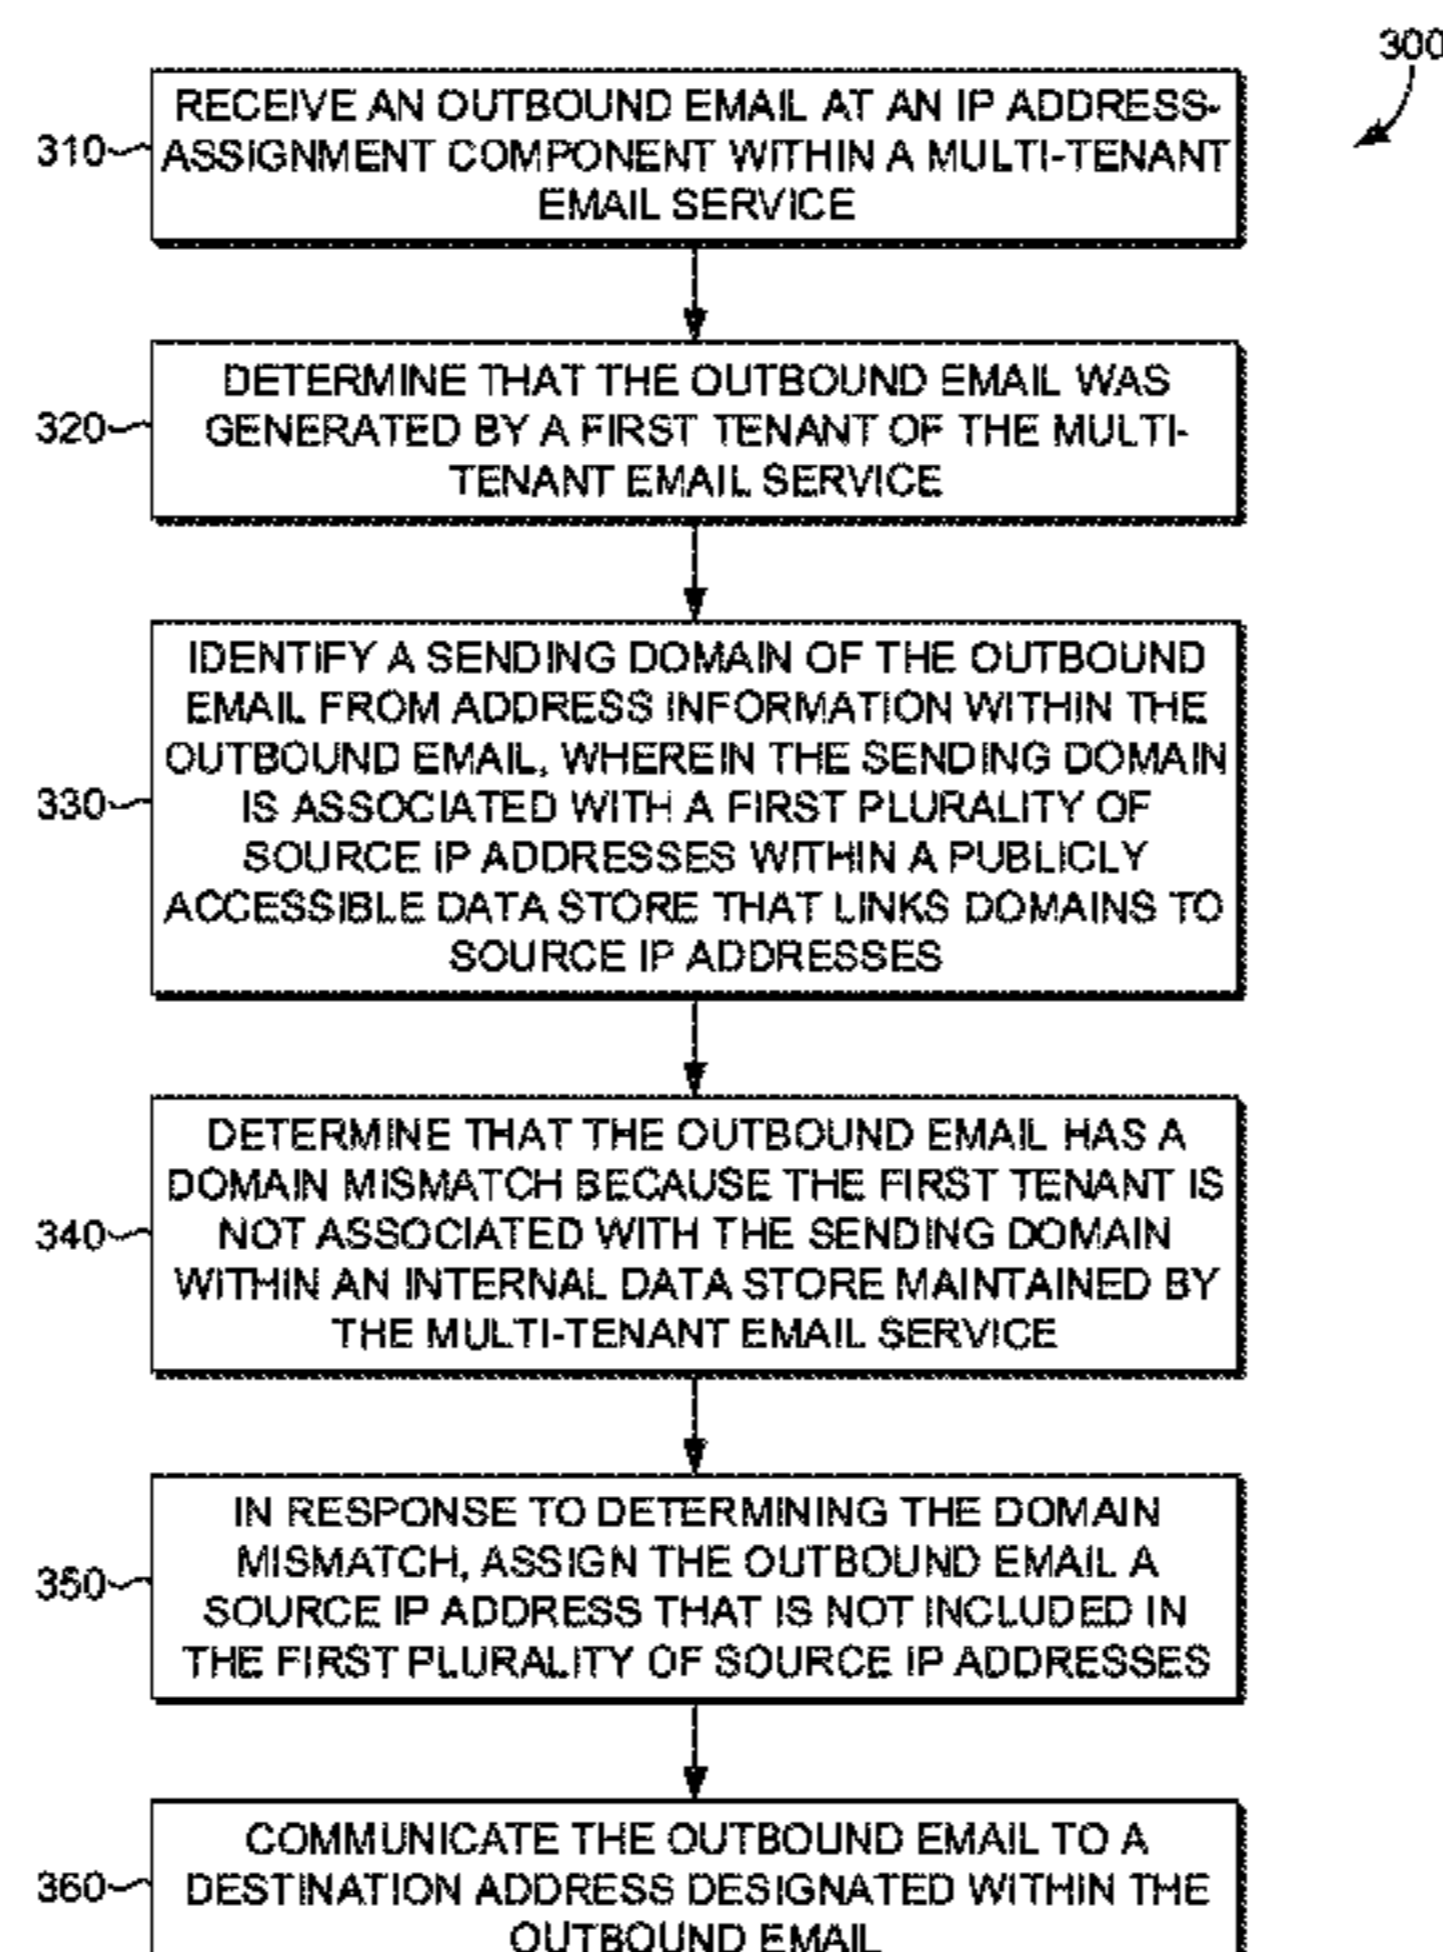 300
310
RECEIVE AN OUTBOUND EMAIL AT AN IP ADDRESS-
ASSIGNMENT COMPONENT WITHIN A MULTI-TENANT
EMAIL SERVICE
320
DETERMINE THAT THE OUTBOUND EMAIL WAS
GENERATED BY A FIRST TENANT OF THE MULTI-
TENANT EMAIL SERVICE
330
IDENTIFY A SENDING DOMAIN OF THE OUTBOUND
EMAIL FROM ADDRESS INFORMATION WITHIN THE
OUTBOUND EMAIL, WHEREIN THE SENDING DOMAIN
IS ASSOCIATED WITH A FIRST PLURALITY OF
SOURCE IP ADDRESSES WITHIN A PUBLICLY
ACCESSIBLE DATA STORE THAT LINKS DOMAINS TO
SOURCE IP ADDRESSES
340
DETERMINE THAT THE OUTBOUND EMAIL HAS A
DOMAIN MISMATCH BECAUSE THE FIRST TENANT IS
NOT ASSOCIATED WITH THE SENDING DOMAIN
WITHIN AN INTERNAL DATA STORE MAINTAINED BY
THE MULTI-TENANT EMAIL SERVICE
350
IN RESPONSE TO DETERMINING THE DOMAIN
MISMATCH, ASSIGN THE OUTBOUND EMAIL A
SOURCE IP ADDRESS THAT IS NOT INCLUDED IN
THE FIRST PLURALITY OF SOURCE IP ADDRESSES
360
COMMUNICATE THE OUTBOUND EMAIL TO A
DESTINATION ADDRESS DESIGNATED WITHIN THE
OUTBOUND EMAIL